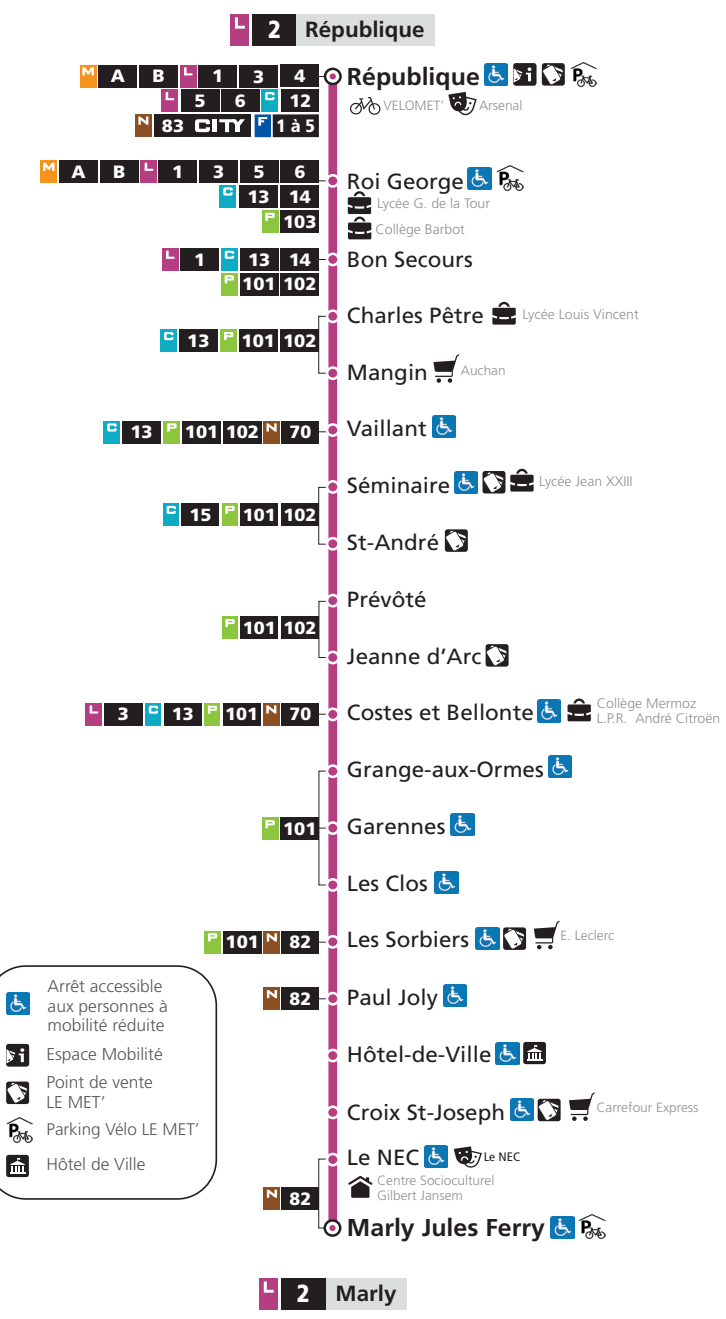 L 2 République
M A B L 1 3 4 République
L 5 6 C 12 VELOMET' Arsenal
N 83 CITY F 1 à 5
M A B L 1 3 5 6 Roi George
C 13 14 Lycée G. de la Tour
P 103 Collège Barbot
L 1 C 13 14 Bon Secours
P 101 102
Charles Pêtre Lycée Louis Vincent
C 13 P 101 102
Mangin Auchan
C 13 P 101 102 N 70 Vaillant
Séminaire Lycée Jean XXIII
C 15 P 101 102
St-André
Prévôté
P 101 102
Jeanne d'Arc
L 3 C 13 P 101 N 70 Costes et Bellonte Collège Mermoz
L.P.R. André Citroën
Grange-aux-Ormes
P 101 Garennes
Les Clos
P 101 N 82 Les Sorbiers E. Leclerc
N 82 Paul Joly
Hôtel-de-Ville
Croix St-Joseph Carrefour Express
Le NEC Le NEC
Centre Socioculturel
Gilbert Jansem
N 82
Marly Jules Ferry
L 2 Marly
Arrêt accessible
aux personnes à
mobilité réduite
i Espace Mobilité
Point de vente
LE MET'
P Parking Vélo LE MET'
Hôtel de Ville